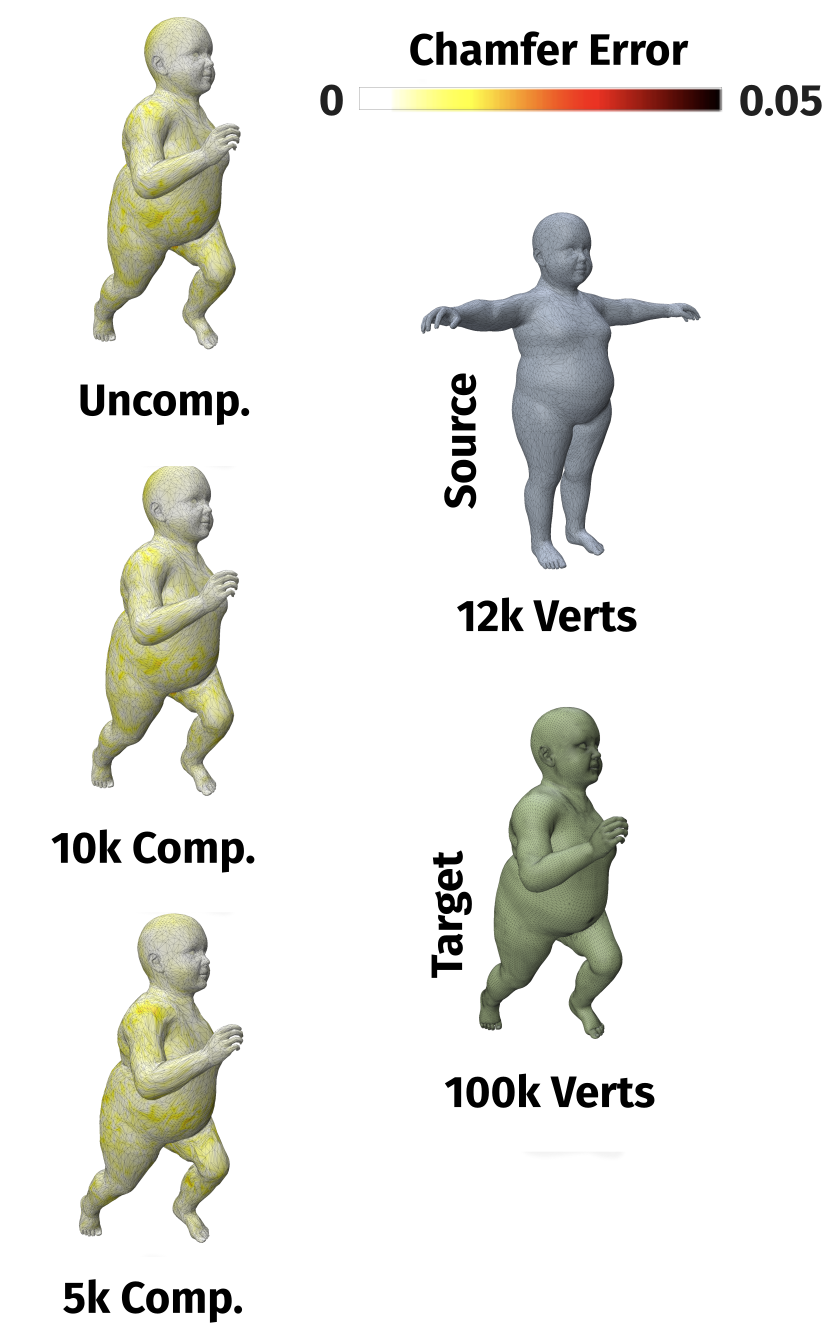 Chamfer Error
0 0.05
Uncomp.
Source
12k Verts
10k Comp.
Target
100k Verts
5k Comp.